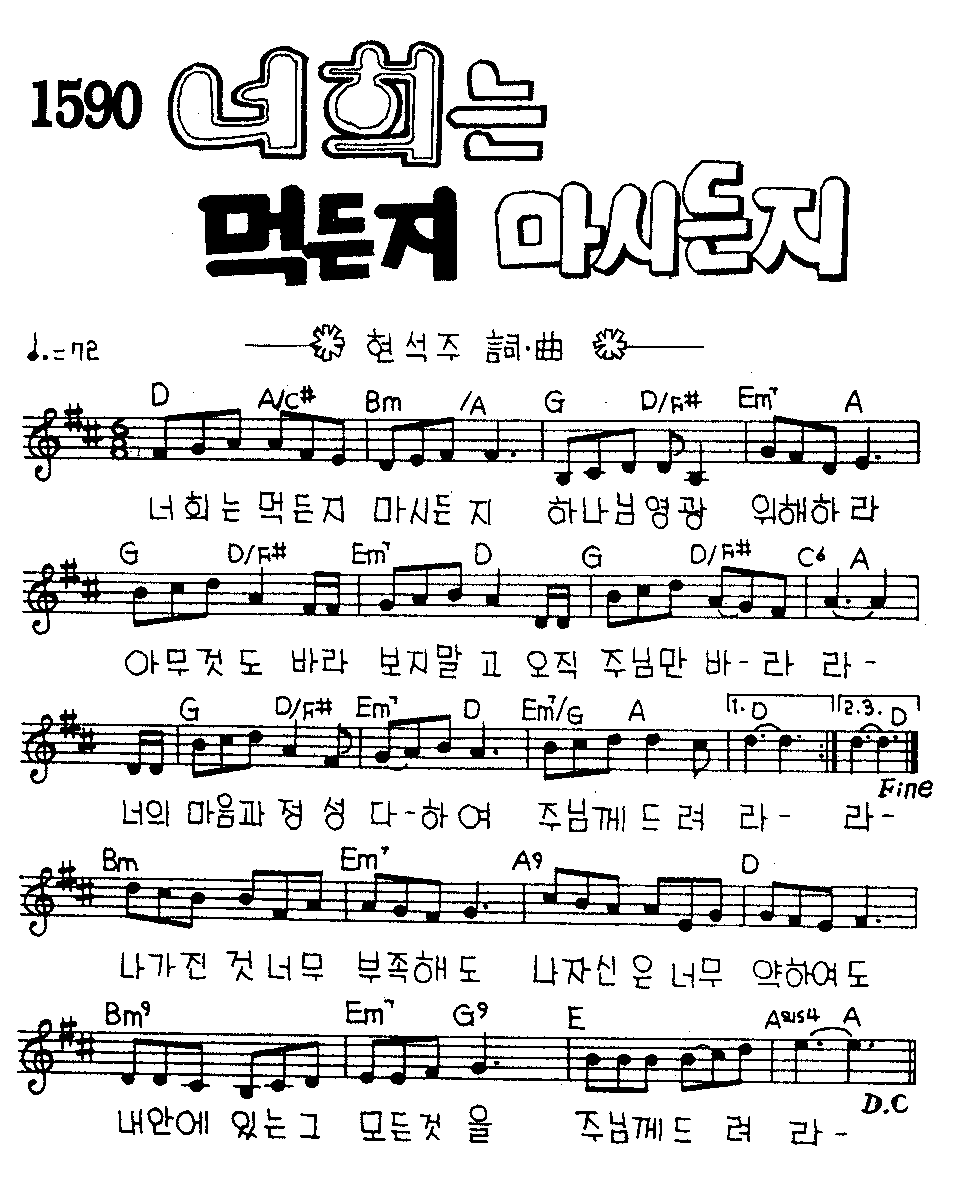 1590 너희는
먹든지 마시든지
♩.=72 현석주 詞·曲
D A/C# Bm /A G D/F# Em7 A
너희는 먹든지 마시든지 하나님영광 위해하라
G D/F# Em7 D G D/F# C6 A
아무것도 바라 보지말고 오직 주님만 바-라 라-
G D/F# Em7 D Em7/G A 1. D 2.3. D
Fine
너의 마음과 정성 다-하여 주님께드려 라- 라-
Bm Em7 A9 D
나가진 것너무 부족해도 나자신은너무 약하여도
Bm9 Em7 G9 E Asus4 A
D.C
내안에 있는그 모든것을 주님께드 려 라-